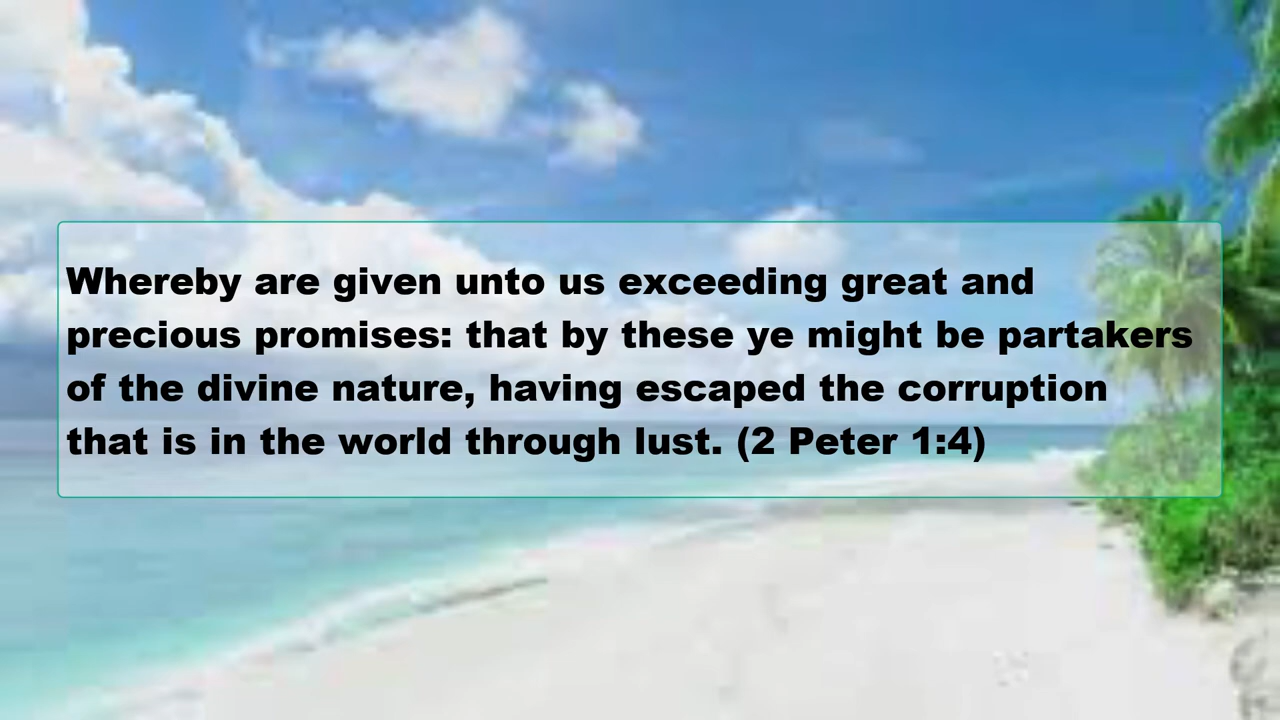 Whereby are given unto us exceeding great and
precious promises: that by these ye might be partakers
of the divine nature, having escaped the corruption
that is in the world through lust. (2 Peter 1:4)